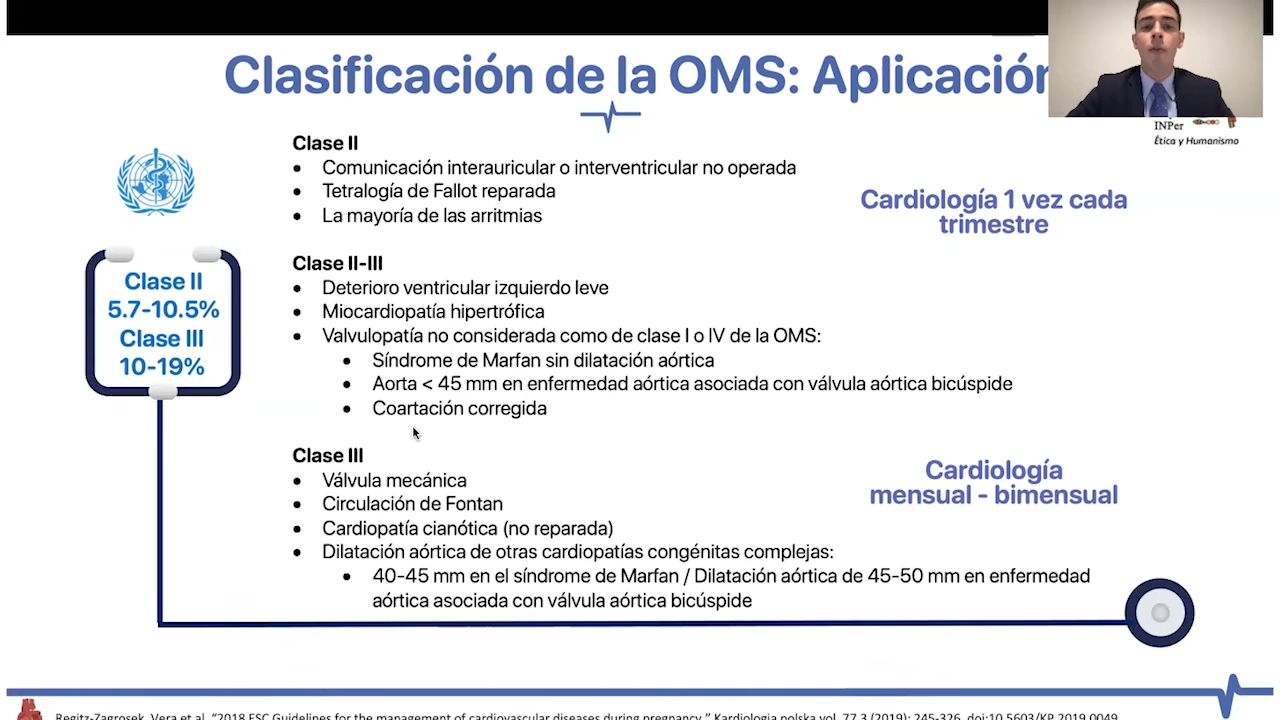 Clasificación de la OMS: Aplicación
INPer
Ética y Humanismo
Clase II
• Comunicación interauricular o interventricular no operada
• Tetralogía de Fallot reparada
• La mayoría de las arritmias
Cardiología 1 vez cada
trimestre
Clase II
5.7-10.5%
Clase III
10-19%
Clase II-III
• Deterioro ventricular izquierdo leve
• Miocardiopatía hipertrófica
• Valvulopatía no considerada como de clase I o IV de la OMS:
• Síndrome de Marfan sin dilatación aórtica
• Aorta < 45 mm en enfermedad aórtica asociada con válvula aórtica bicúspide
• Coartación corregida
Clase III
• Válvula mecánica
• Circulación de Fontan
• Cardiopatía cianótica (no reparada)
• Dilatación aórtica de otras cardiopatías congénitas complejas:
• 40-45 mm en el síndrome de Marfan / Dilatación aórtica de 45-50 mm en enfermedad
aórtica asociada con válvula aórtica bicúspide
Cardiología
mensual - bimensual
Regitz-Zagrosek, Vera et al. “2018 ESC Guidelines for the management of cardiovascular diseases during pregnancy.” Kardiologia polska vol. 77,3 (2019): 245-326. doi:10.5603/KP.2019.0049